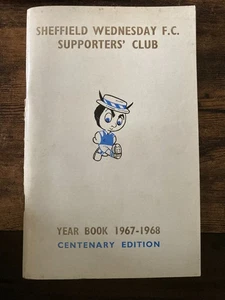 SHEFFIELD WEDNESDAY F.C.
SUPPORTERS' CLUB
YEAR BOOK 1967-1968
CENTENARY EDITION